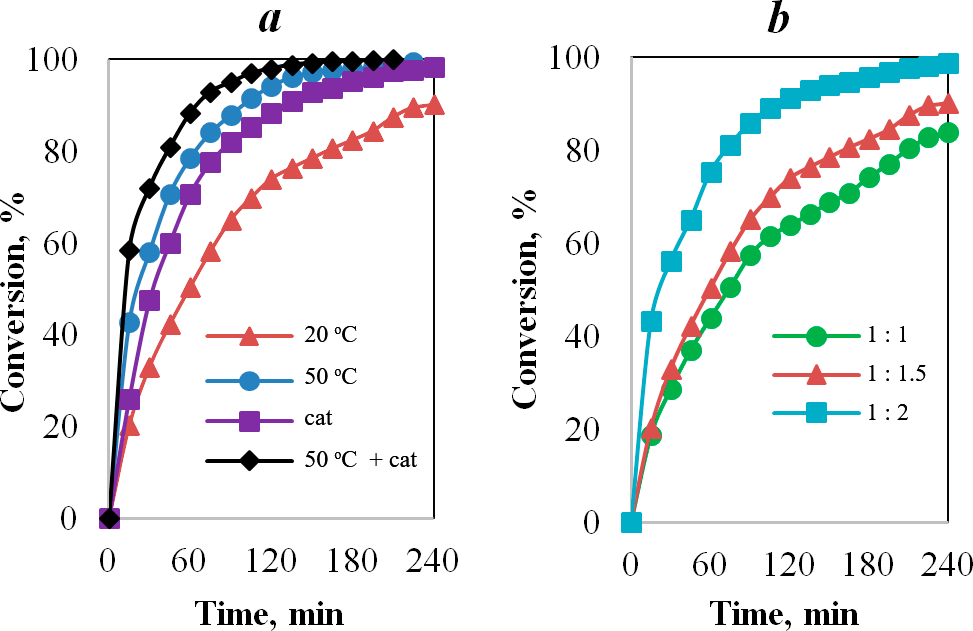 a
100
80
60
40
20
0
Conversion, %
20 °C
50 °C
cat
50 °C + cat
0 60 120 180 240
Time, min
b
100
80
60
40
20
0
Conversion, %
1 : 1
1 : 1.5
1 : 2
0 60 120 180 240
Time, min